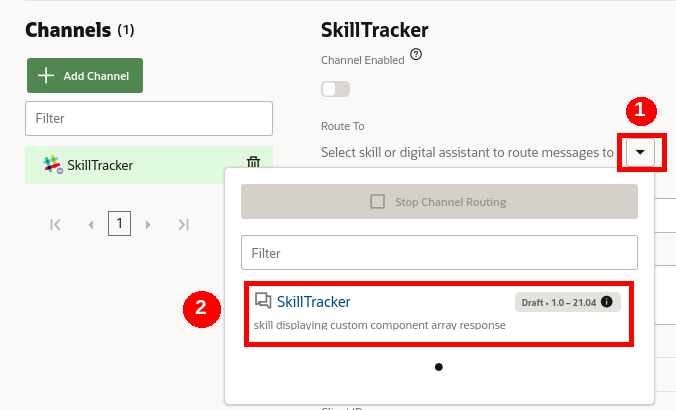 Channels (1)
Add Channel
Filter
SkillTracker
1
SkillTracker
Channel Enabled ?
Route To
Select skill or digital assistant to route messages to
1
Stop Channel Routing
Filter
2
SkillTracker
Draft • 1.0 – 21.04 i
skill displaying custom component array response
Client ID